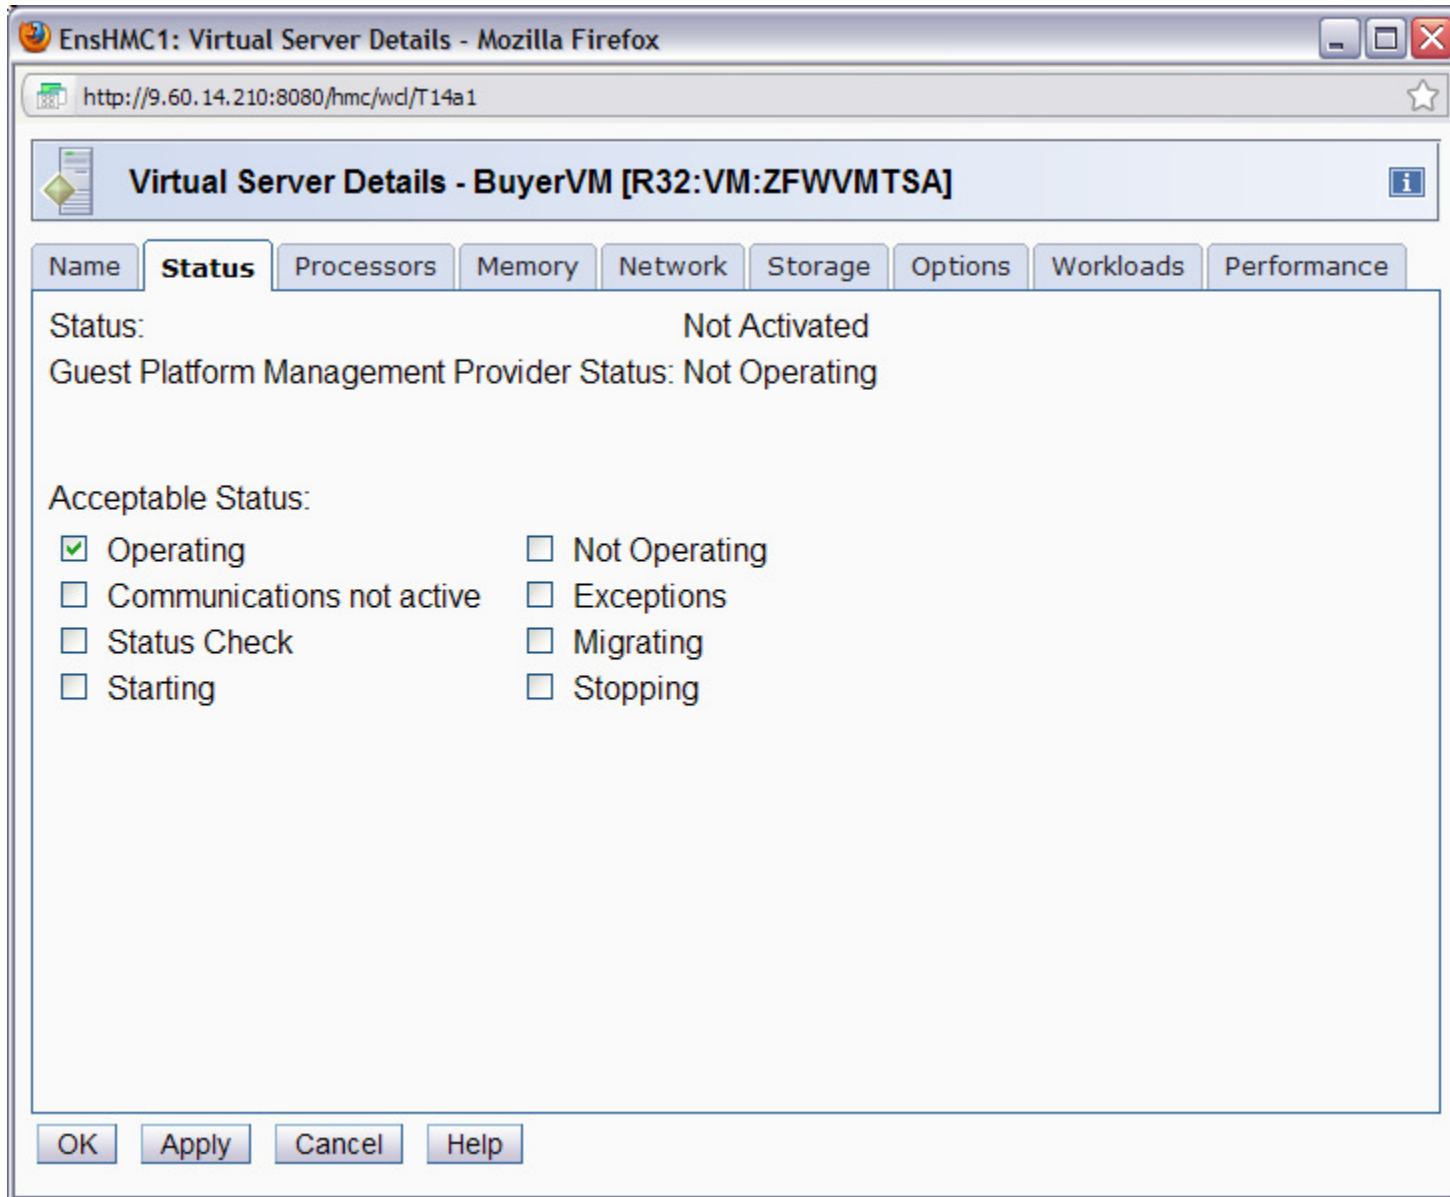 EnsHMC1: Virtual Server Details - Mozilla Firefox
http://9.60.14.210:8080/hmc/wcl/T14a1
Virtual Server Details - BuyerVM [R32:VM:ZFWVMTSA]
i
Name Status Processors Memory Network Storage Options Workloads Performance
Status: Not Activated
Guest Platform Management Provider Status: Not Operating
Acceptable Status:
Operating Not Operating
Communications not active Exceptions
Status Check Migrating
Starting Stopping
OK Apply Cancel Help